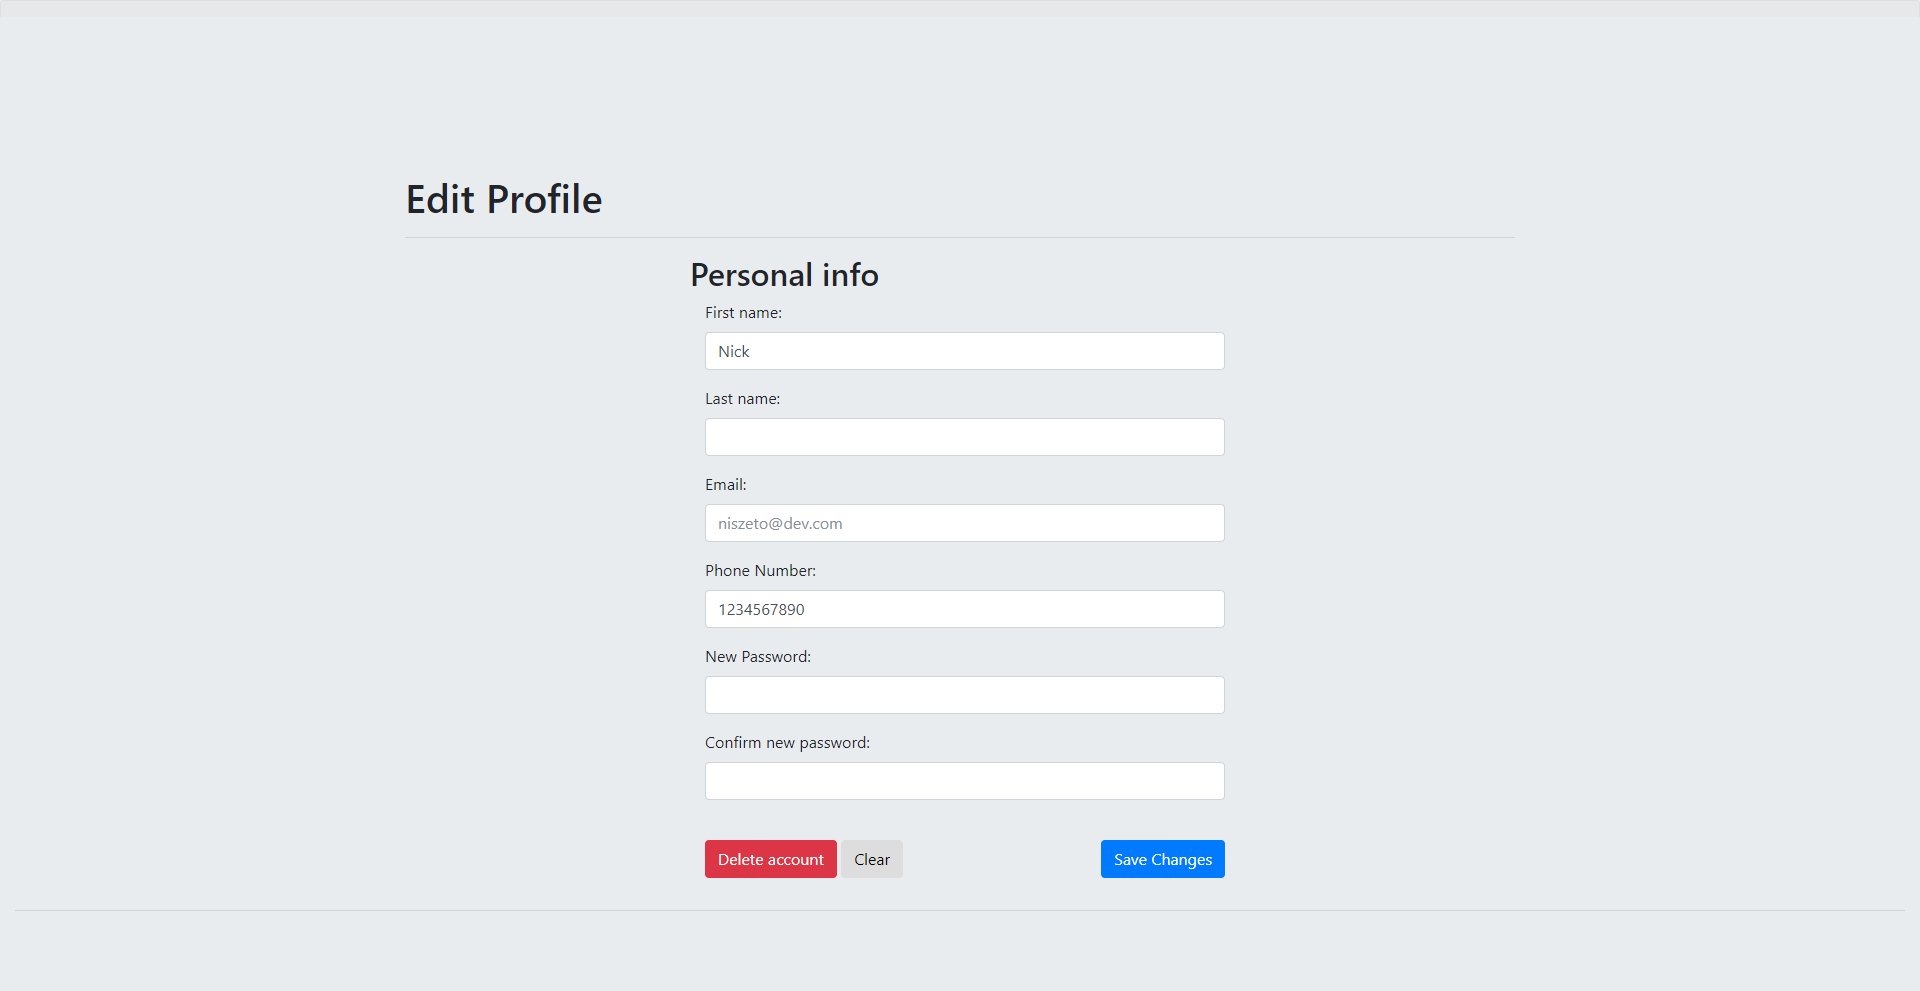 Edit Profile
Personal info
First name:
Nick
Last name:
Email:
niszeto@dev.com
Phone Number:
1234567890
New Password:
Confirm new password:
Delete account Clear Save Changes